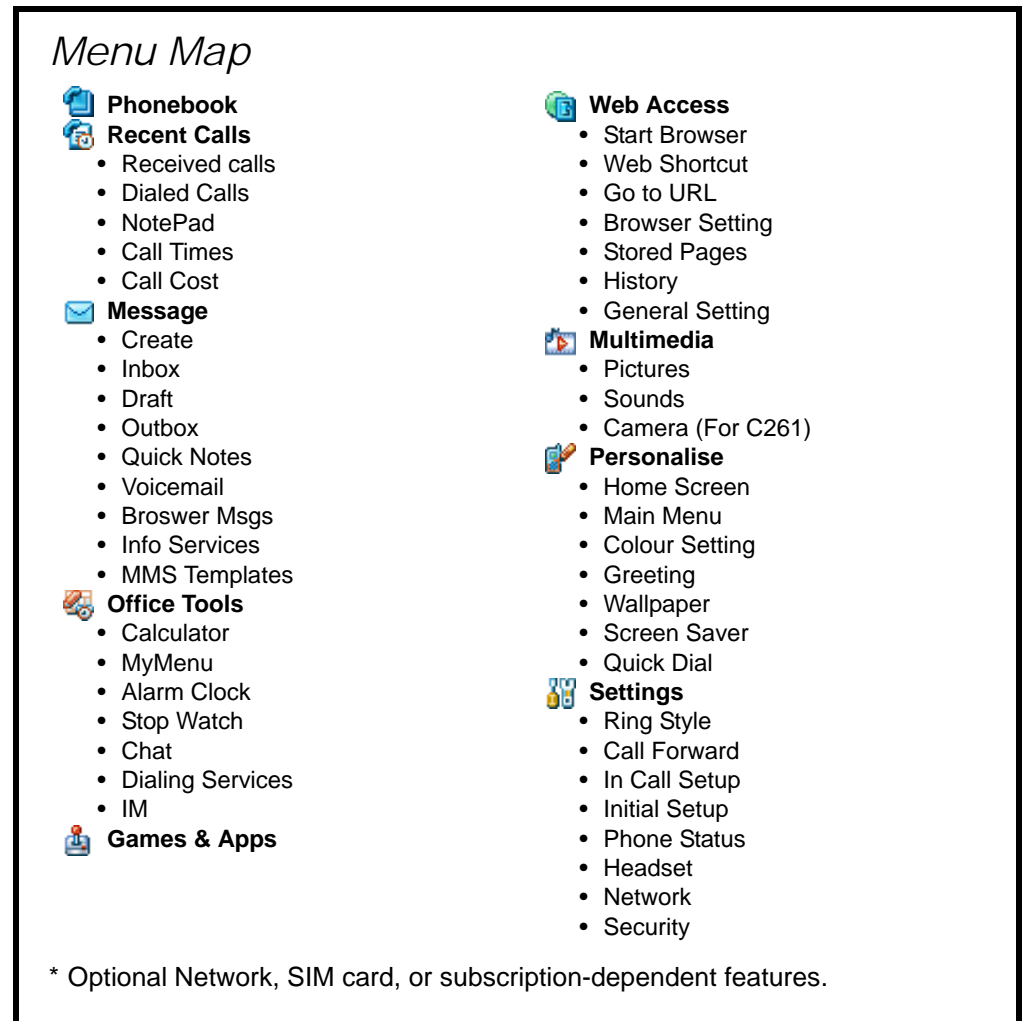 Menu Map
Phonebook
Recent Calls
• Received calls
• Dialed Calls
• NotePad
• Call Times
• Call Cost
Message
• Create
• Inbox
• Draft
• Outbox
• Quick Notes
• Voicemail
• Broswer Msgs
• Info Services
• MMS Templates
Office Tools
• Calculator
• MyMenu
• Alarm Clock
• Stop Watch
• Chat
• Dialing Services
• IM
Games & Apps
Web Access
• Start Browser
• Web Shortcut
• Go to URL
• Browser Setting
• Stored Pages
• History
• General Setting
Multimedia
• Pictures
• Sounds
• Camera (For C261)
Personalise
• Home Screen
• Main Menu
• Colour Setting
• Greeting
• Wallpaper
• Screen Saver
• Quick Dial
Settings
• Ring Style
• Call Forward
• In Call Setup
• Initial Setup
• Phone Status
• Headset
• Network
• Security
* Optional Network, SIM card, or subscription-dependent features.